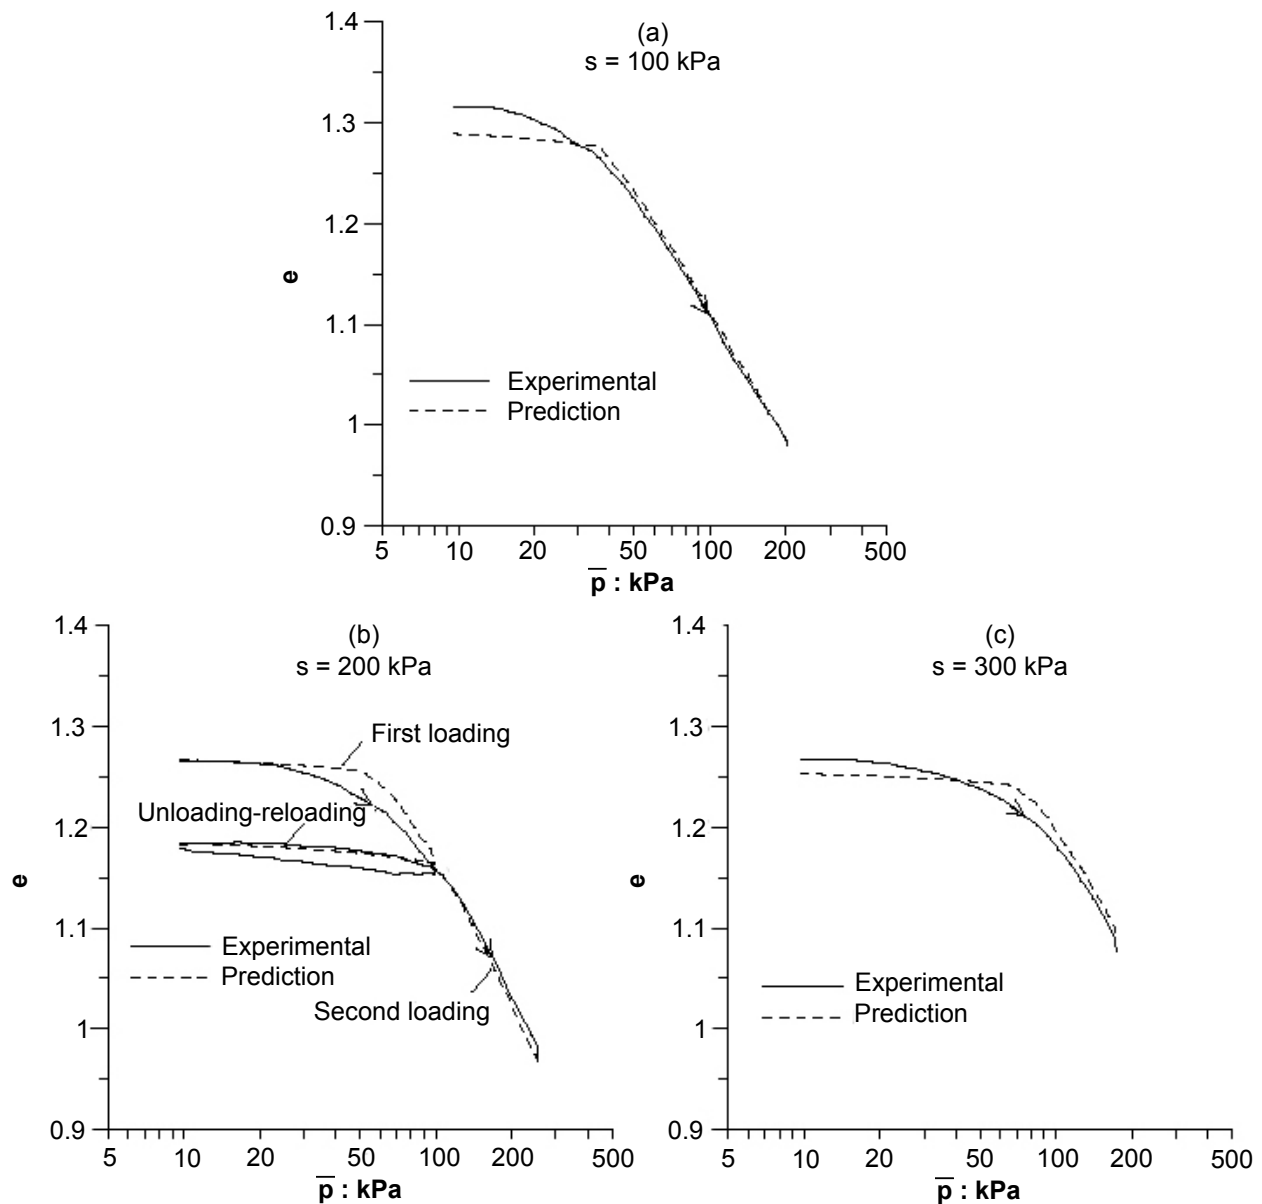 (a)
s = 100 kPa
1.4
1.3
1.2
1.1
1
0.9
e
Experimental
Prediction
5 10 20 50 100 200 500
p̅ : kPa
(b)
s = 200 kPa
1.4
1.3
1.2
1.1
1
0.9
e
First loading
Unloading-reloading
Experimental
Prediction
Second loading
5 10 20 50 100 200 500
p̅ : kPa
(c)
s = 300 kPa
1.4
1.3
1.2
1.1
1
0.9
e
Experimental
Prediction
5 10 20 50 100 200 500
p̅ : kPa